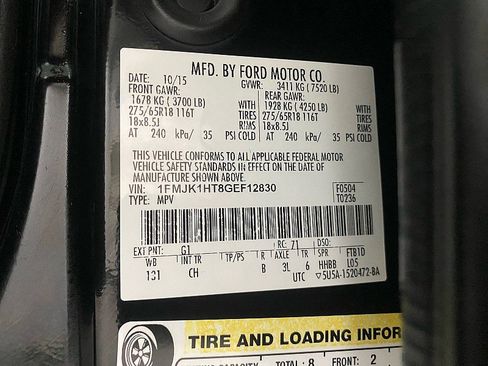 MFD. BY FORD MOTOR CO.
DATE: 10/15 GVWR: 3411 KG (7520 LB)
FRONT GAWR: REAR GAWR:
1678 KG (3700 LB) WITH 1928 KG (4250 LB) WITH
275/65R18 116T TIRES 275/65R18 116T TIRES
18x8.5J RIMS 18x8.5J RIMS
AT 240 kPa/ 35 PSI COLD AT 240 kPa/ 35 PSI COLD
THIS VEHICLE CONFORMS TO ALL APPLICABLE FEDERAL MOTOR
VEHICLE SAFETY STANDARDS IN EFFECT ON THE DATE OF
MANUFACTURE SHOWN ABOVE.
VIN: 1FMJK1HT8GEF12830 F0504
TYPE: MPV T0236
EXT PNT: G1 RC: 71 DSO: FTB1D
WB INT TR TP/PS R AXLE TR SPR
131 CH B 3L 6 HHBB L05
UTC ▽5U5A-1520472-BA
TIRE AND LOADING INFOR
TOTAL: 8 FRONT: 2